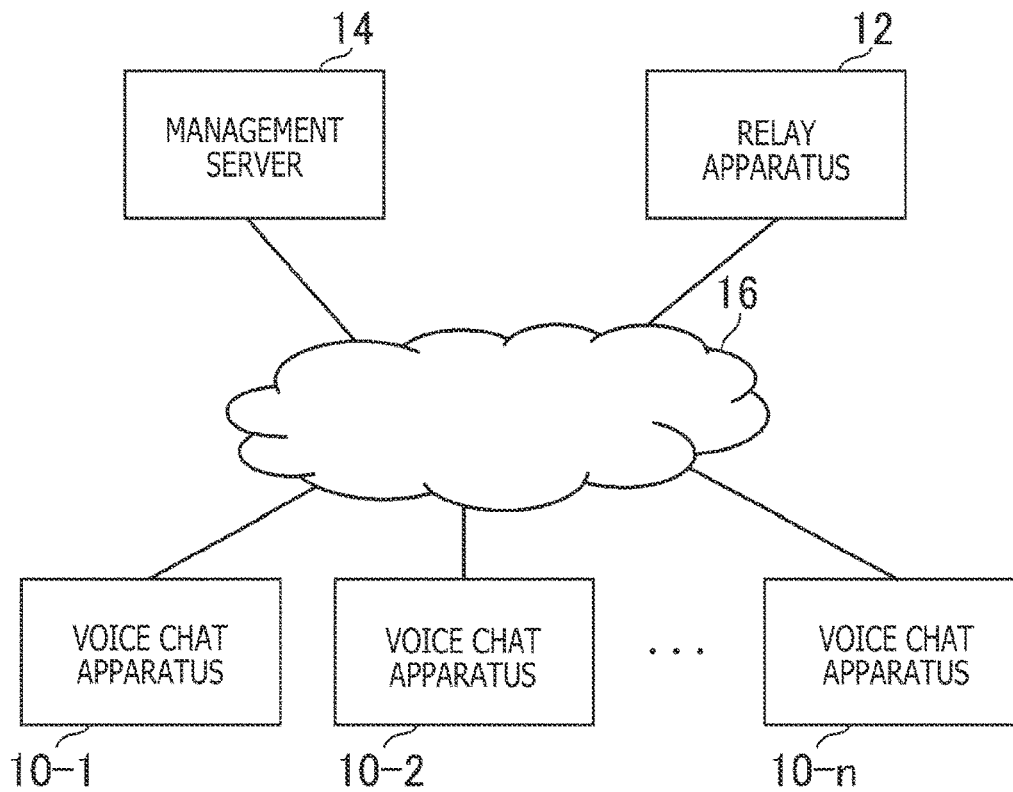 14
12
MANAGEMENT
SERVER
RELAY
APPARATUS
16
VOICE CHAT
APPARATUS
VOICE CHAT
APPARATUS
. . .
VOICE CHAT
APPARATUS
10-1
10-2
10-n